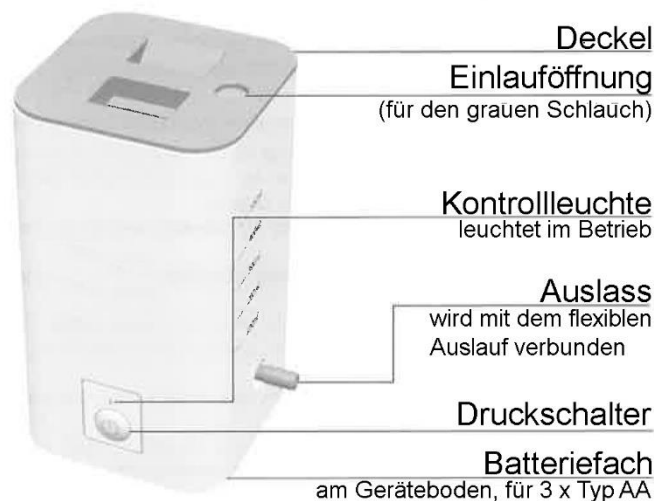 Deckel
Einlauföffnung
(für den grauen Schlauch)
Kontrollleuchte
leuchtet im Betrieb
Auslass
wird mit dem flexiblen
Auslauf verbunden
Druckschalter
Batteriefach
am Geräteboden, für 3 x Typ AA